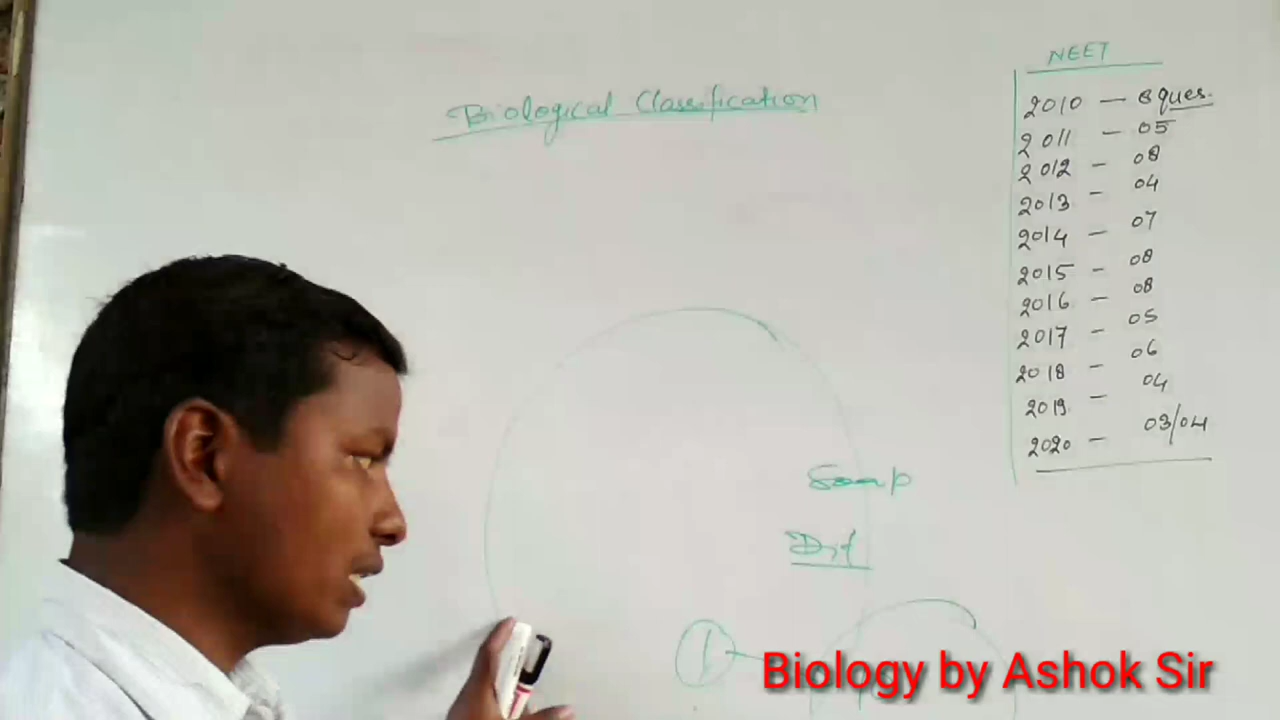 Biological Classification
NEET
2010 — 8 ques.
2011 — 05
2012 — 08
2013 — 04
2014 — 07
2015 — 08
2016 — 08
2017 — 05
2018 — 06
2019 — 04
2020 — 03/04
Soap
Biology by Ashok Sir